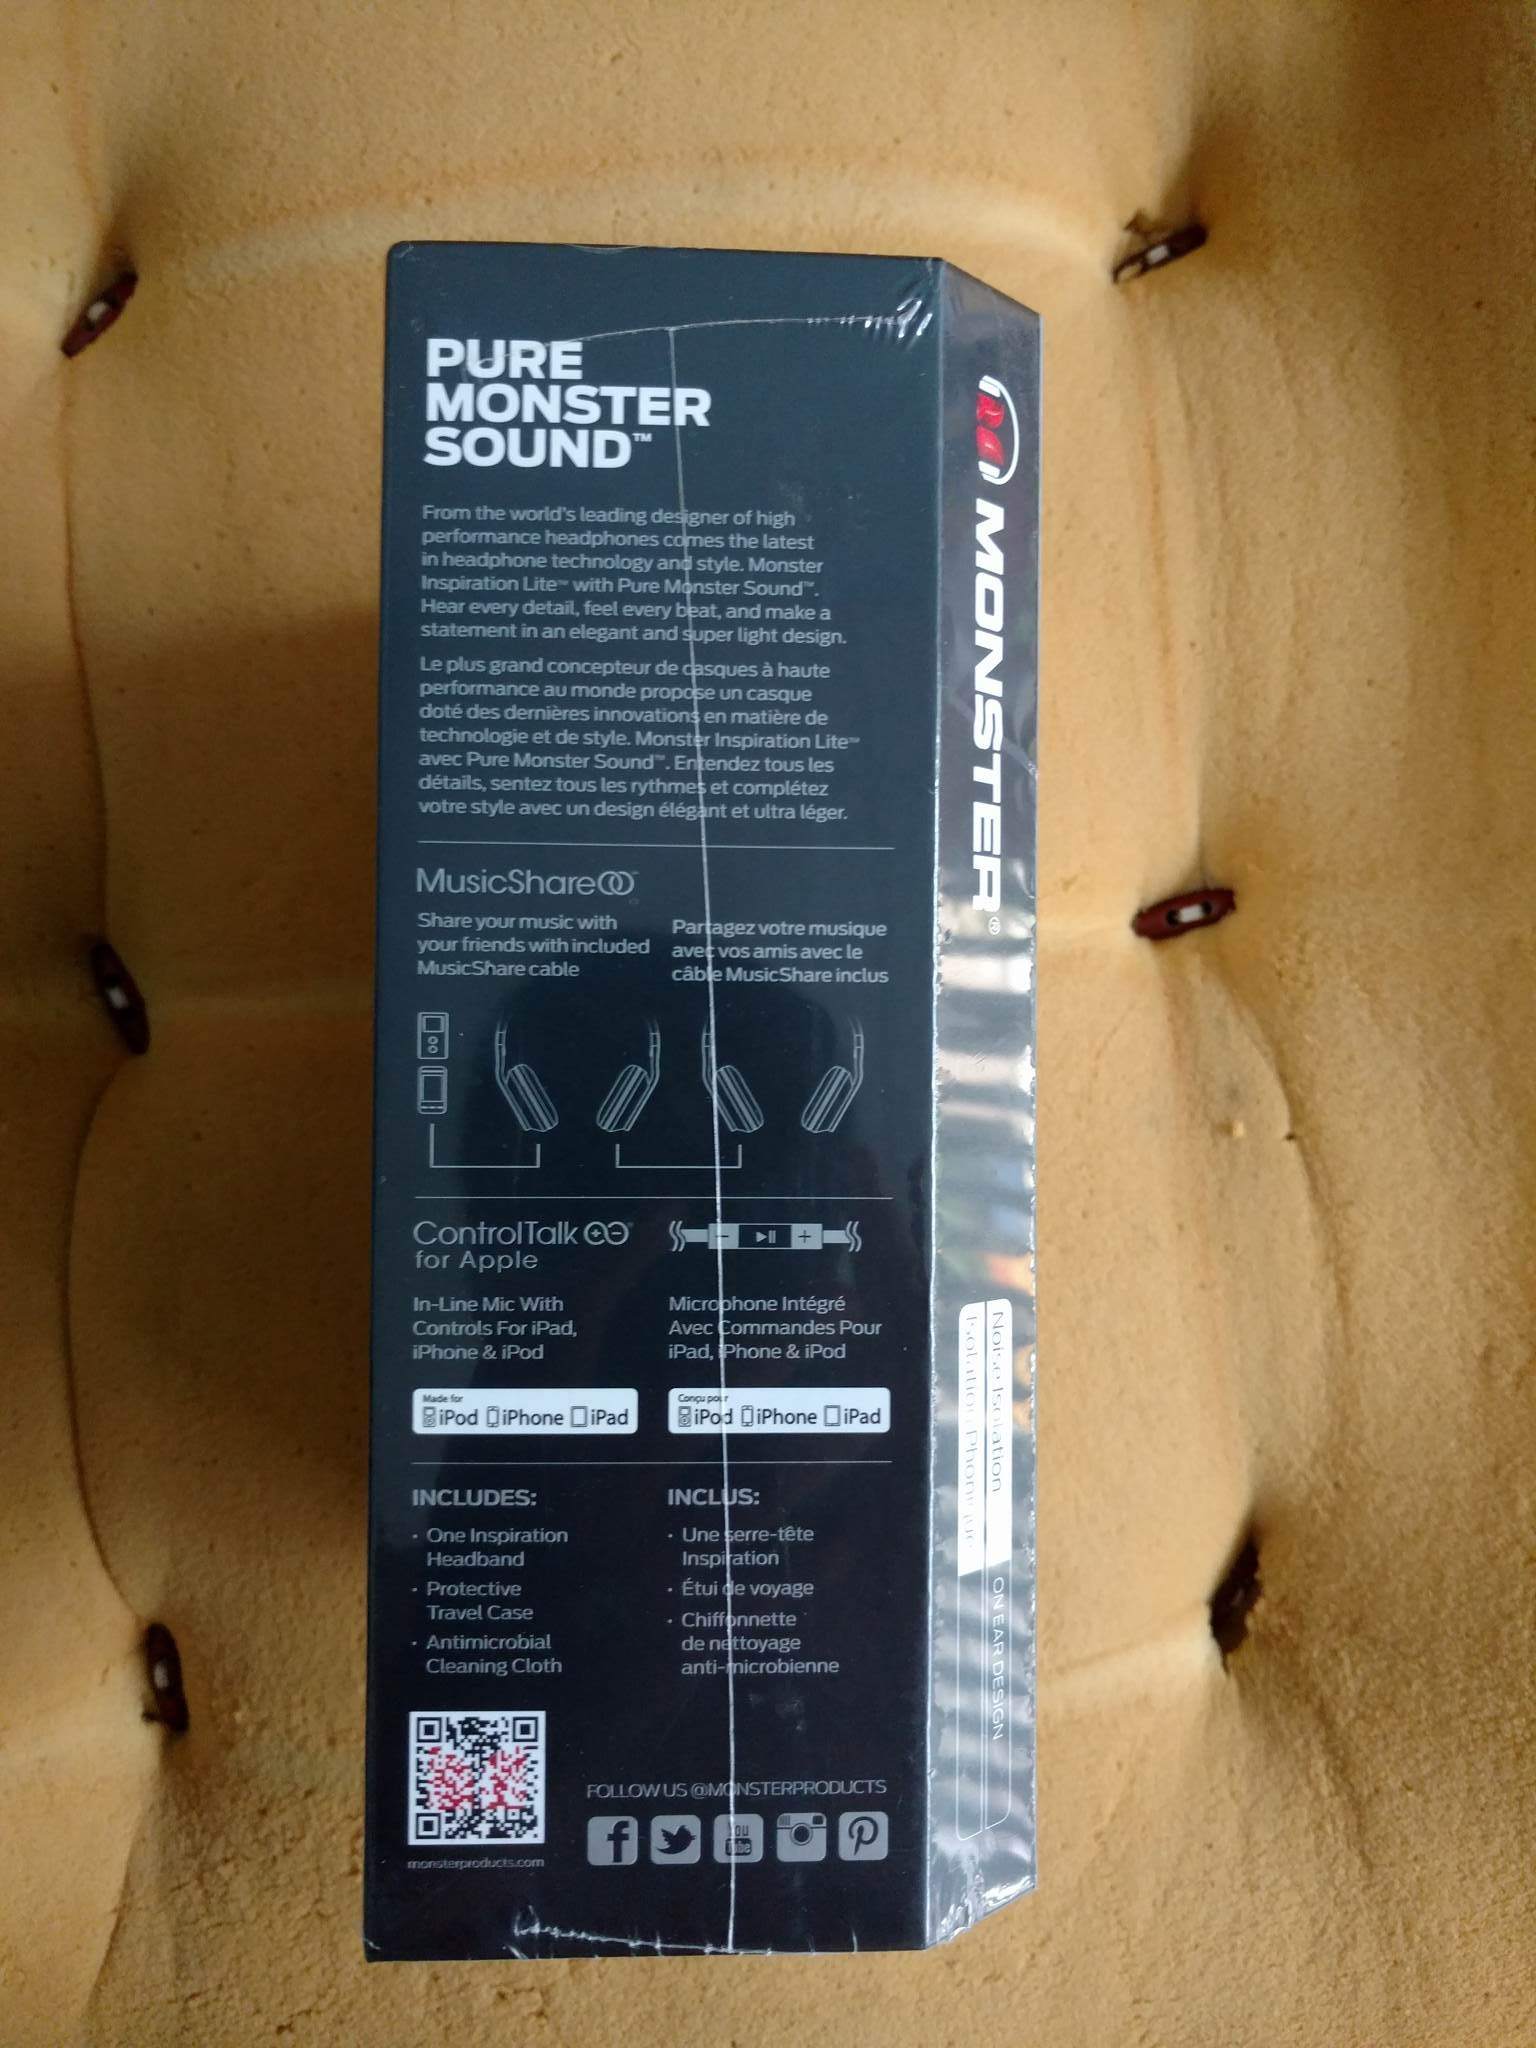 PURE
MONSTER
SOUND™
From the world's leading designer of high
performance headphones comes the latest
in headphone technology and style. Monster
Inspiration Lite™ with Pure Monster Sound™.
Hear every detail, feel every beat, and make a
statement in an elegant and super light design.
Le plus grand concepteur de casques à haute
performance au monde propose un casque
doté des dernières innovations en matière de
technologie et de style. Monster Inspiration Lite™
avec Pure Monster Sound™. Entendez tous les
détails, sentez tous les rythmes et complétez
votre style avec un design élégant et ultra léger.
MusicShare™
Share your music with
your friends with included
MusicShare cable
Partagez votre musique
avec vos amis avec le
câble MusicShare inclus
ControlTalk
for Apple
In-Line Mic With
Controls For iPad,
iPhone & iPod
Microphone Intégré
Avec Commandes Pour
iPad, iPhone & iPod
Made for
iPod iPhone iPad
Conçu pour
iPod iPhone iPad
INCLUDES:
• One Inspiration
Headband
• Protective
Travel Case
• Antimicrobial
Cleaning Cloth
INCLUS:
• Une serre-tête
Inspiration
• Étui de voyage
• Chiffonnette
de nettoyage
anti-microbienne
monsterproducts.com
FOLLOW US @MONSTERPRODUCTS
You
Tube
MONSTER®
Noise Isolation
Isolation Phonique
ON EAR DESIGN